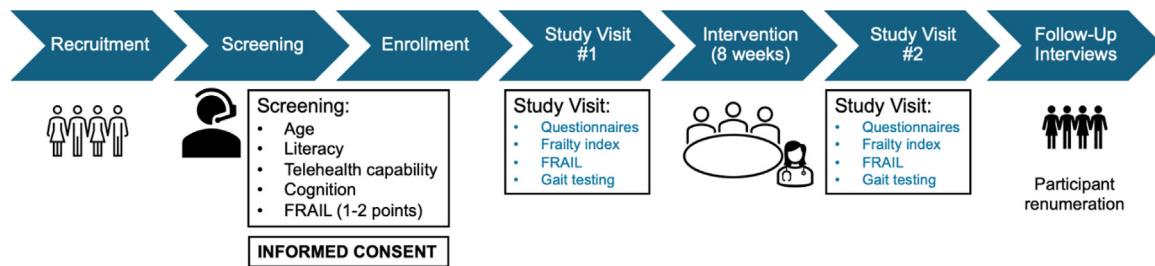 Recruitment
Screening
Enrollment
Study Visit
#1
Intervention
(8 weeks)
Study Visit
#2
Follow-Up
Interviews
Screening:
• Age
• Literacy
• Telehealth capability
• Cognition
• FRAIL (1-2 points)
INFORMED CONSENT
Study Visit:
• Questionnaires
• Frailty index
• FRAIL
• Gait testing
Study Visit:
• Questionnaires
• Frailty index
• FRAIL
• Gait testing
Participant
renumeration